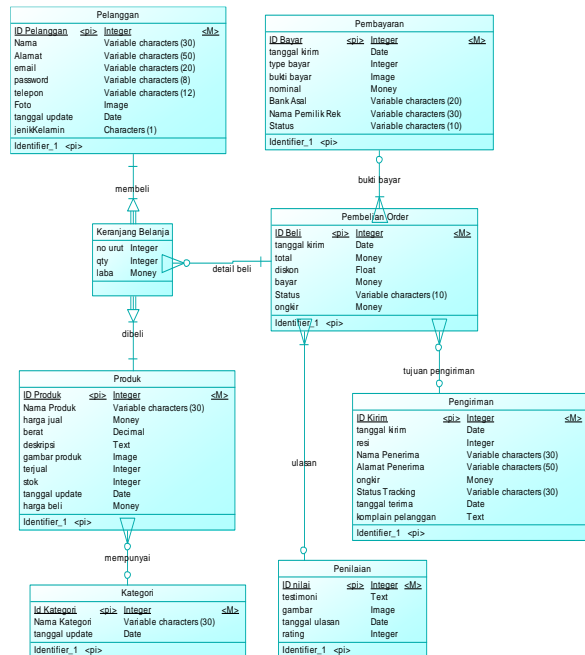 Pelanggan
ID Pelanggan <pi> Integer <M>
Nama Variable characters (30)
Alamat Variable characters (50)
email Variable characters (20)
password Variable characters (8)
telepon Variable characters (12)
Foto Image
tanggal update Date
jenikKelamin Characters (1)
Identifier_1 <pi>
Pembayaran
ID Bayar <pi> Integer <M>
tanggal kirim Date
type bayar Integer
bukti bayar Image
nominal Money
Bank Asal Variable characters (20)
Nama Pemilik Rek Variable characters (30)
Status Variable characters (10)
Identifier_1 <pi>
membeli
bukti bayar
Keranjang Belanja
no urut Integer
qty Integer
laba Money
detail beli
Pembelian Order
ID Beli <pi> Integer <M>
tanggal kirim Date
total Money
diskon Float
bayar Money
Status Variable characters (10)
ongkir Money
Identifier_1 <pi>
dibeli
tujuan pengiriman
Produk
ID Produk <pi> Integer <M>
Nama Produk Variable characters (30)
harga jual Money
berat Decimal
deskripsi Text
gambar produk Image
terjual Integer
stok Integer
tanggal update Date
harga beli Money
Identifier_1 <pi>
ulasan
Pengiriman
ID Kirim <pi> Integer <M>
tanggal kirim Date
resi Integer
Nama Penerima Variable characters (30)
Alamat Penerima Variable characters (50)
ongkir Money
Status Tracking Variable characters (30)
tanggal terima Date
komplain pelanggan Text
Identifier_1 <pi>
mempunyai
Kategori
Id Kategori <pi> Integer <M>
Nama Kategori Variable characters (30)
tanggal update Date
Identifier_1 <pi>
Penilaian
ID nilai <pi> Integer <M>
testimoni Text
gambar Image
tanggal ulasan Date
rating Integer
Identifier_1 <pi>